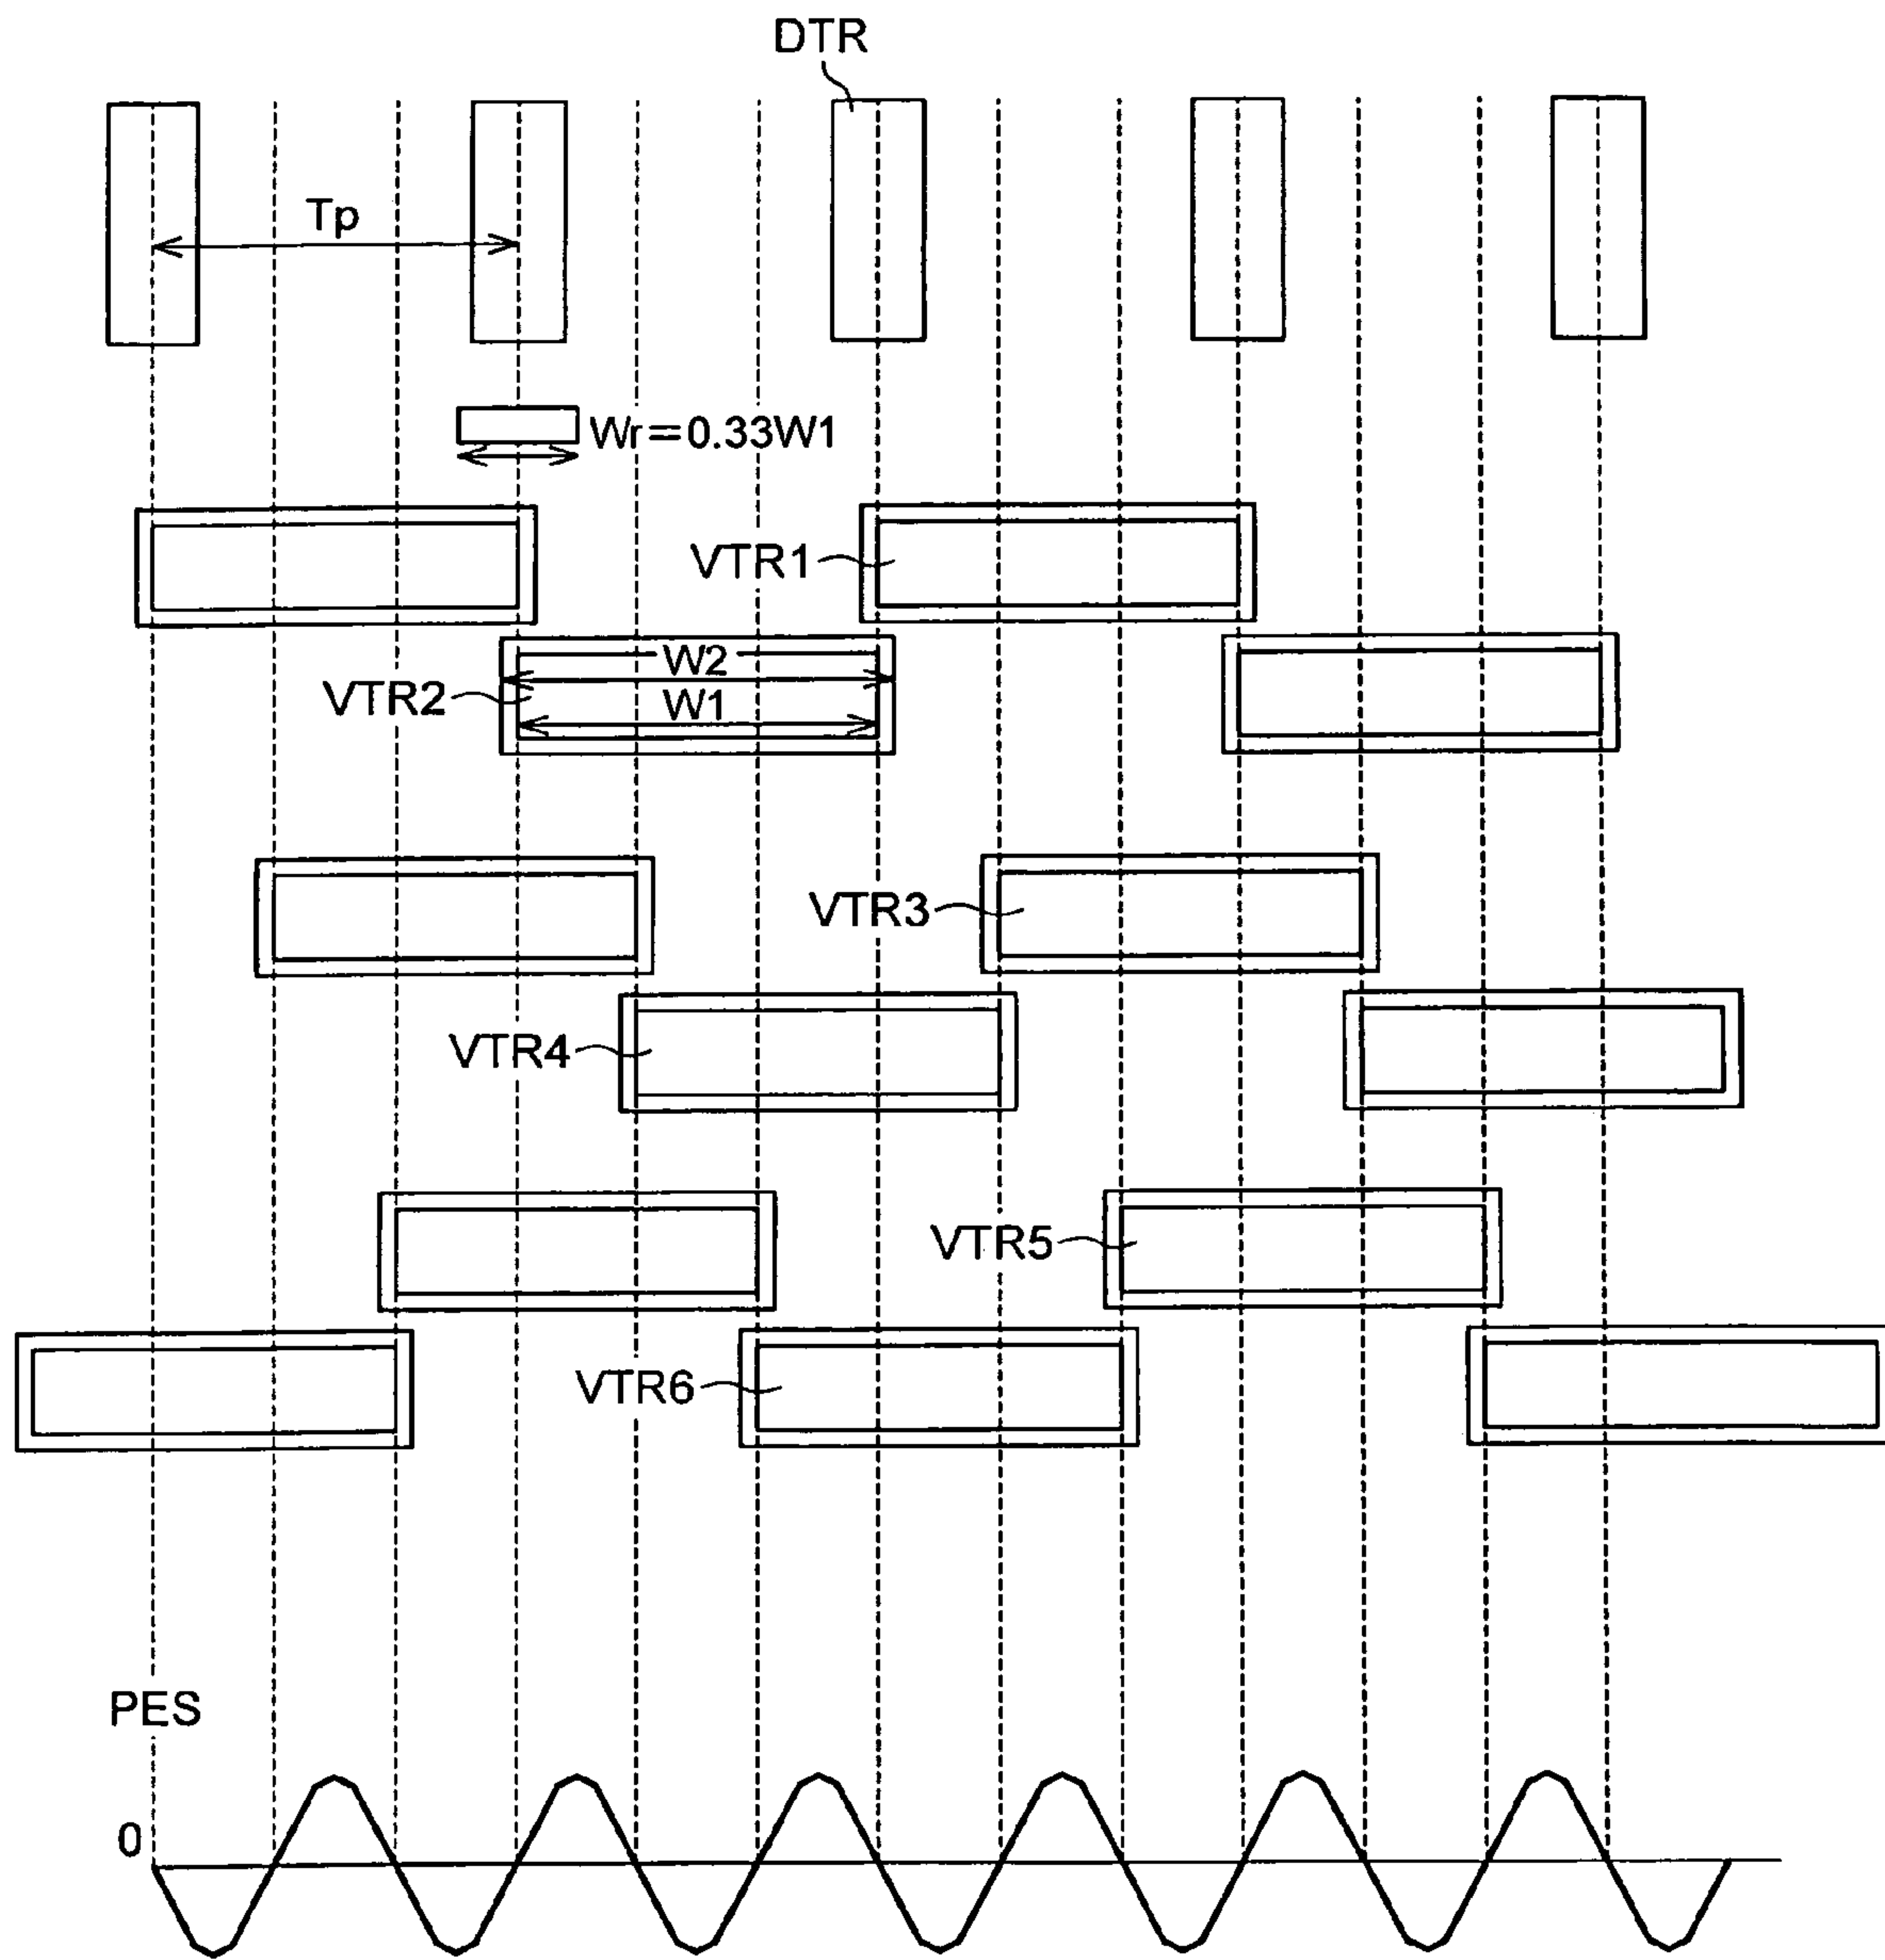 DTR
Tp
Wr=0.33W1
VTR1
W2
VTR2
W1
VTR3
VTR4
VTR5
VTR6
PES
0